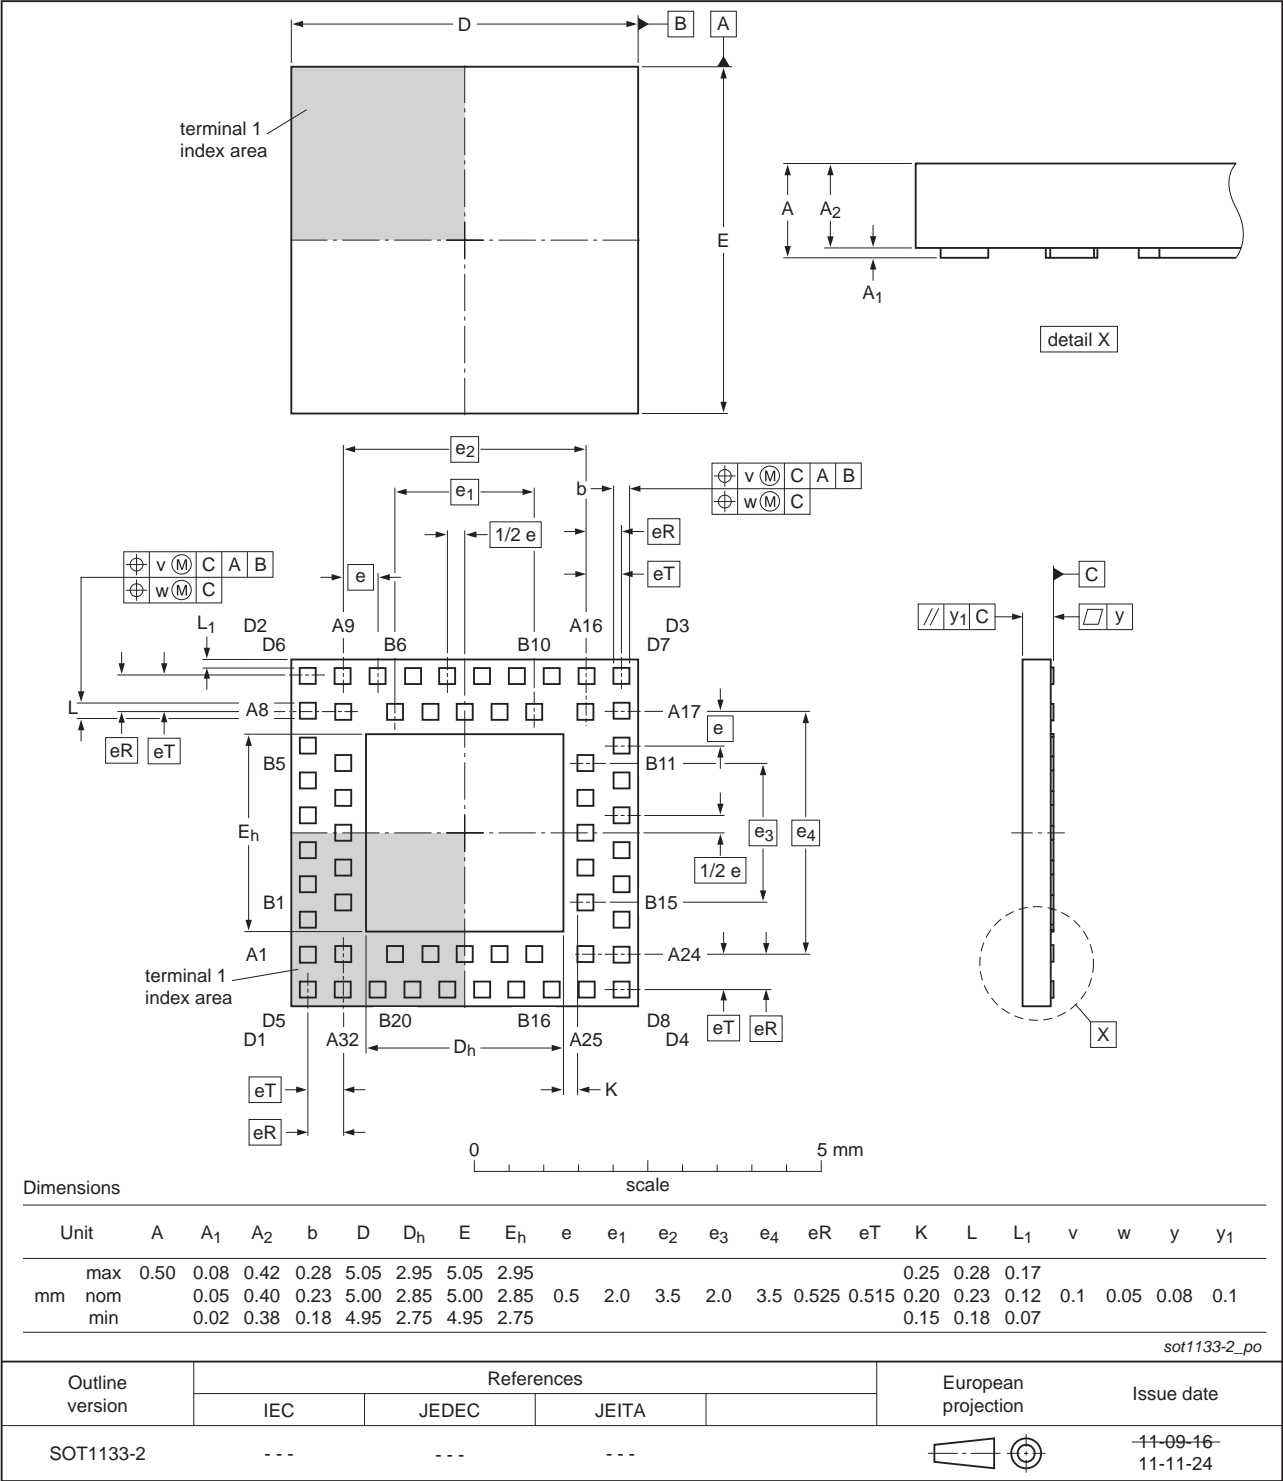 D B A
terminal 1
index area
E
A A2
A1
detail X
e2
e1
b
v M C A B
w M C
1/2 e
eR
eT
v M C A B
w M C
e
C
y1 C
y
L1
D2 A9 A16 D3
D6 B6 B10 D7
L
A8 A17
eR eT
e
B5 B11
Eh
e3 e4
1/2 e
B1 B15
A1 A24
terminal 1
index area
D5 B20 B16 D8
D1 A32 A25 D4
Dh
eT eR
X
eT
K
eR
0 5 mm
scale
Dimensions
Unit A A1 A2 b D Dh E Eh e e1 e2 e3 e4 eR eT K L L1 v w y y1
max 0.50 0.08 0.42 0.28 5.05 2.95 5.05 2.95 0.25 0.28 0.17
mm nom 0.05 0.40 0.23 5.00 2.85 5.00 2.85 0.5 2.0 3.5 2.0 3.5 0.525 0.515 0.20 0.23 0.12 0.1 0.05 0.08 0.1
min 0.02 0.38 0.18 4.95 2.75 4.95 2.75 0.15 0.18 0.07
sot1133-2_po
Outline
version
References
IEC JEDEC JEITA
European
projection
Issue date
SOT1133-2 - - - - - - - - -
11-09-16
11-11-24